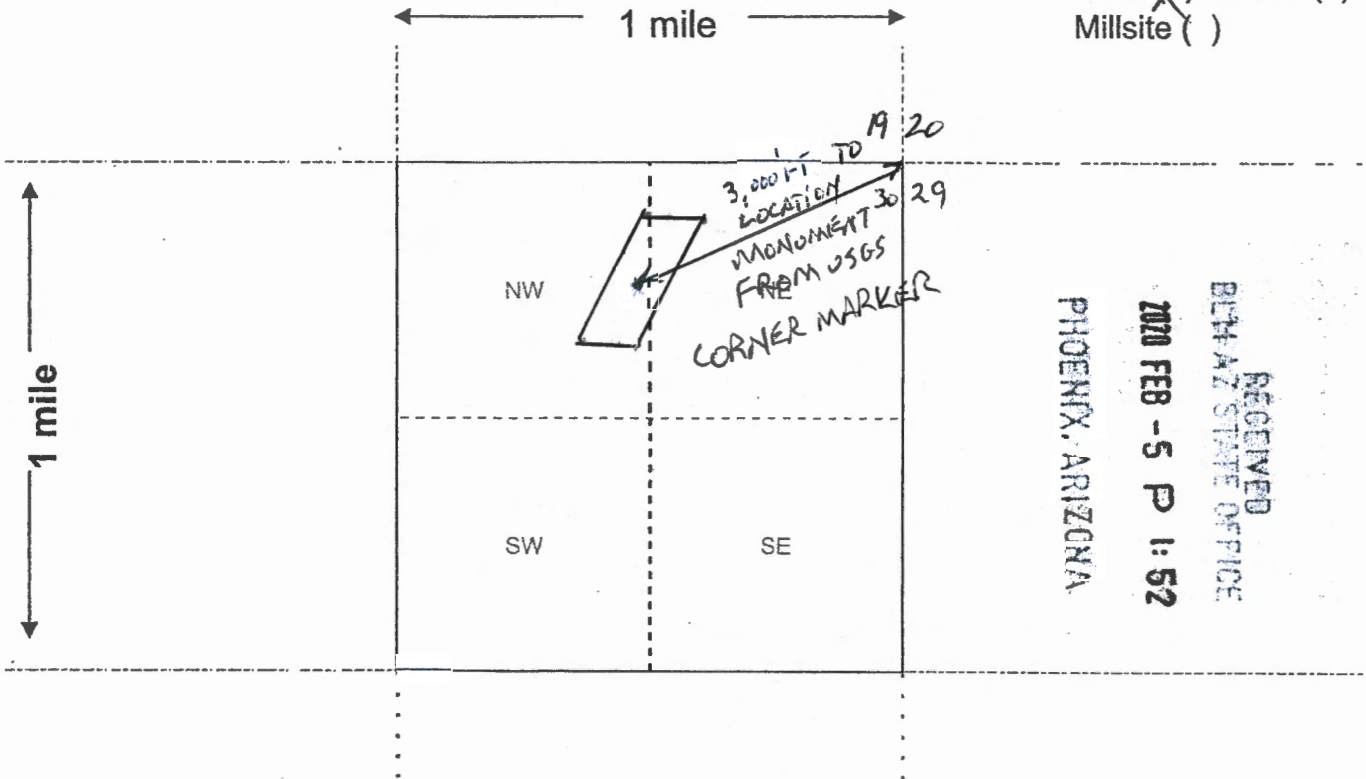 1 mile
Millsite ( )
19 20
3,000 FT TO
LOCATION
30 29
MONUMENT
FROM USGS
CORNER MARKER
NW
NE
1 mile
SW
SE
RECEIVED
BLM AZ STATE OFFICE
2020 FEB -5 P 1:52
PHOENIX, ARIZONA